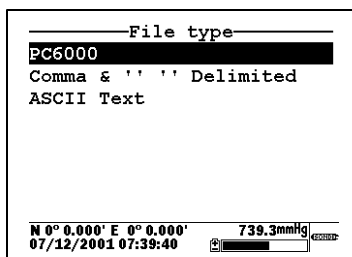 File type
PC6000
Comma & '' '' Delimited
ASCII Text
N 0° 0.000' E 0° 0.000' 739.3mmHg
07/12/2001 07:39:40